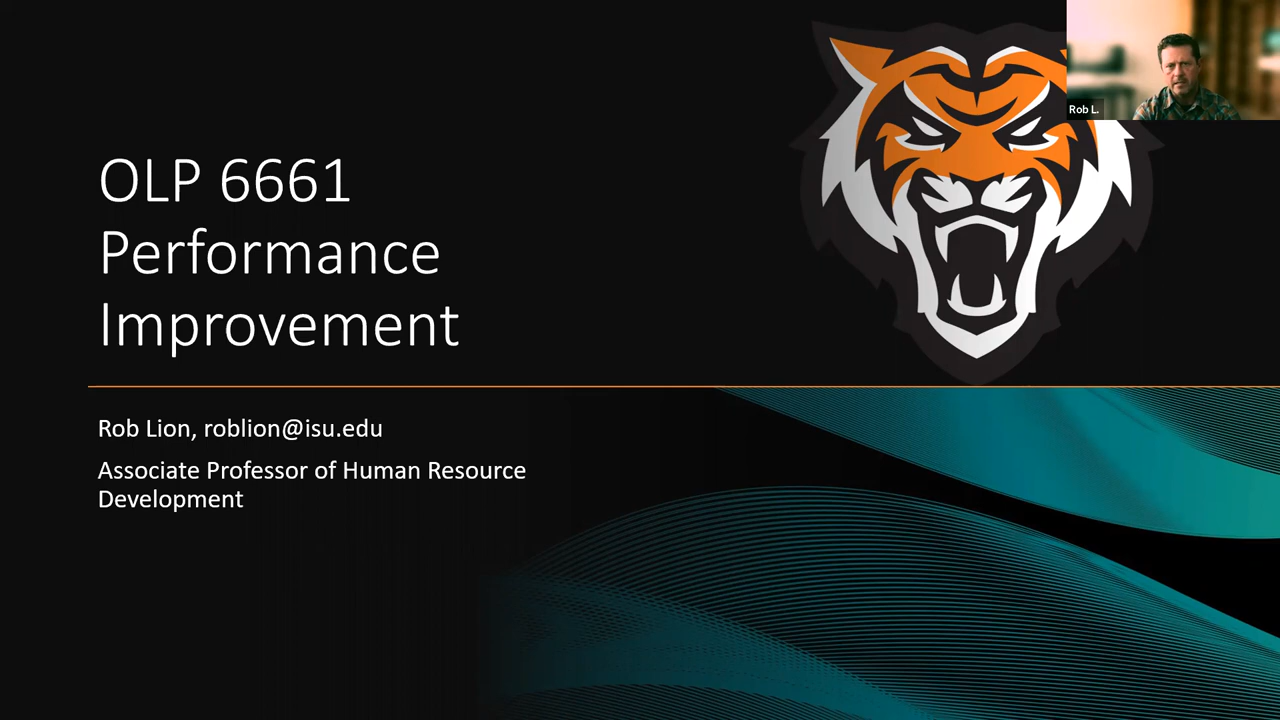 OLP 6661
Performance
Improvement
Rob L.
Rob Lion, roblion@isu.edu
Associate Professor of Human Resource
Development